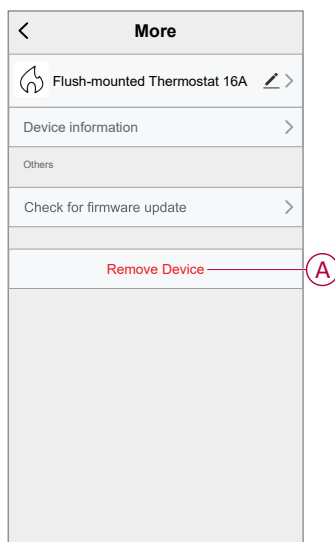 More
Flush-mounted Thermostat 16A
Device information
Others
Check for firmware update
Remove Device
A